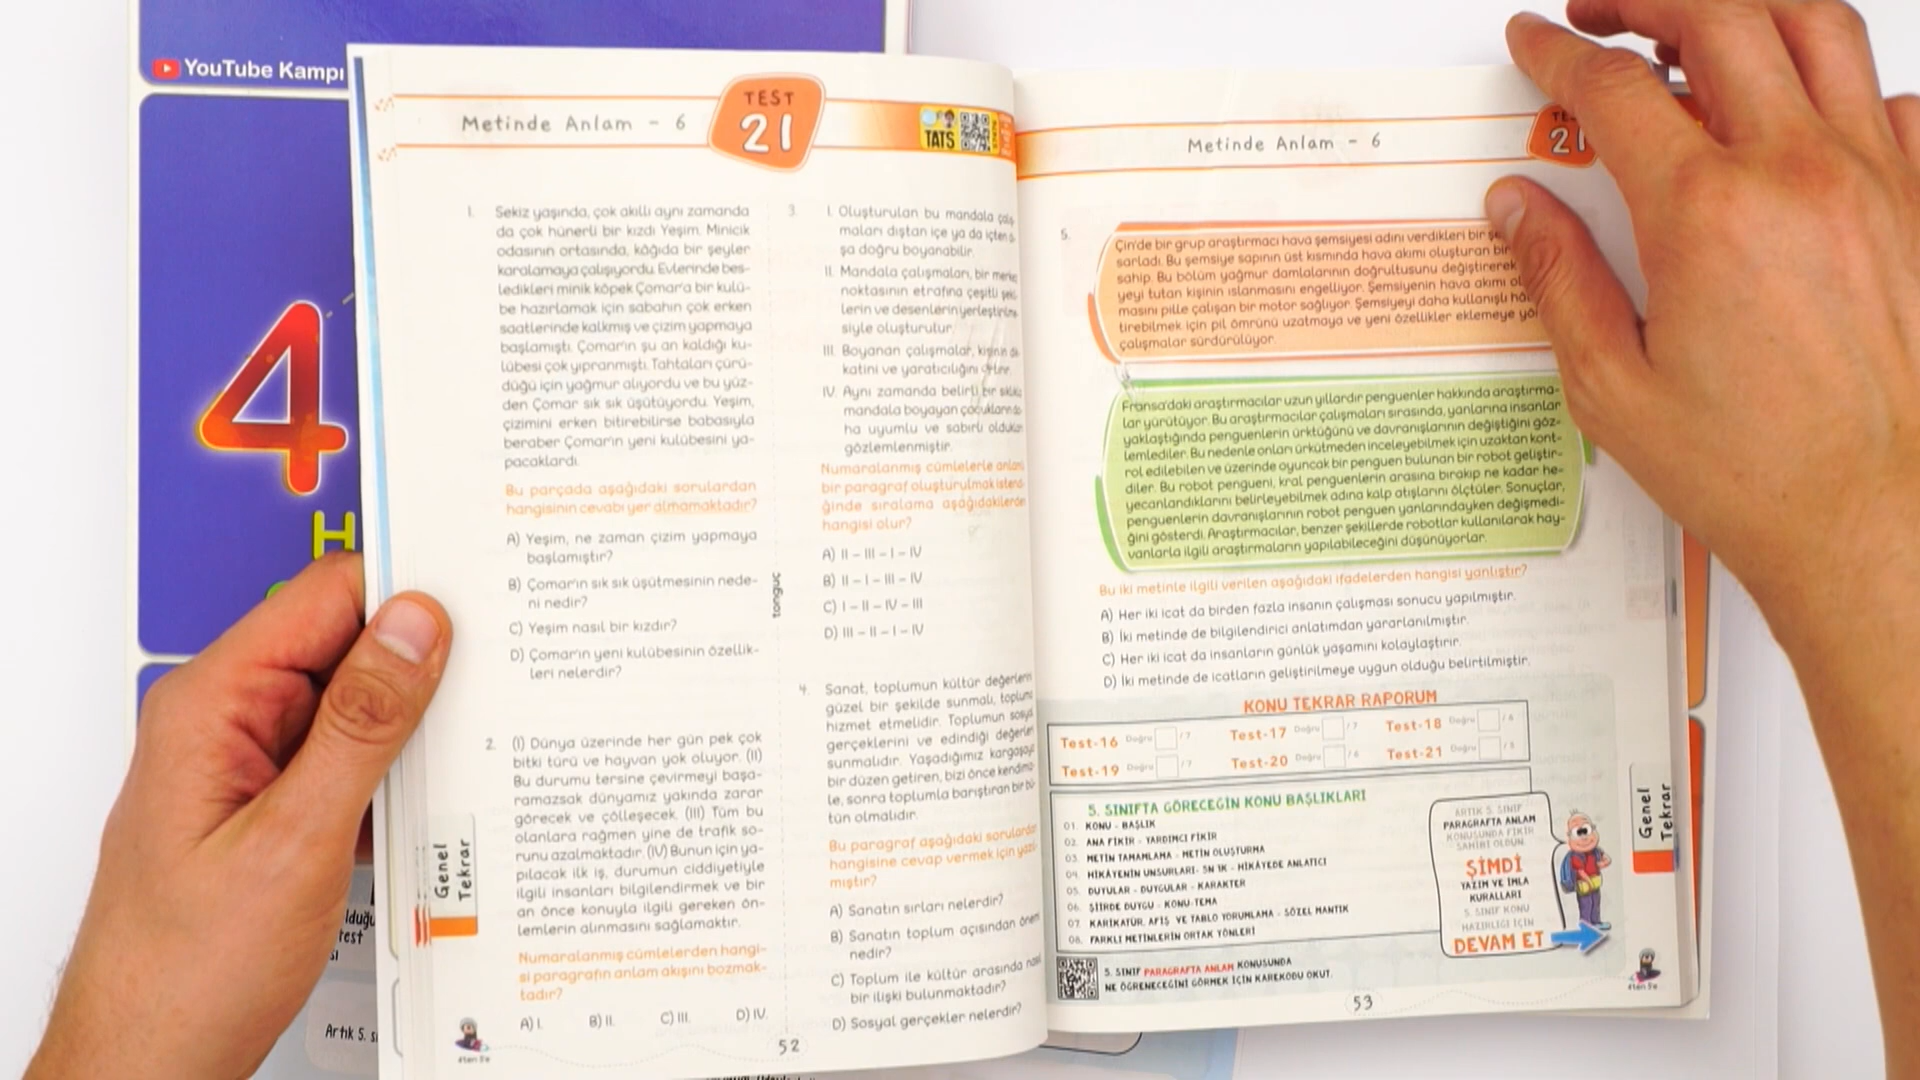 YouTube Kampı
4
H
Metinde Anlam - 6
TEST
21
TATS
1. Sekiz yaşında, çok akıllı aynı zamanda
da çok hünerli bir kızdı Yeşim. Minicik
odasının ortasında, kâğıda bir şeyler
karalamaya çalışıyordu. Evlerinde bes-
ledikleri minik köpek Çomar'a bir kulü-
be hazırlamak için sabahın çok erken
saatlerinde kalkmış ve çizim yapmaya
başlamıştı. Çomar'ın şu an kaldığı ku-
lübesi çok yıpranmıştı. Tahtaları çürü-
düğü için yağmur alıyordu ve bu yüz-
den Çomar sık sık üşütüyordu. Yeşim,
çizimini erken bitirebilirse babasıyla
beraber Çomar'ın yeni kulübesini ya-
pacaklardı.
Bu parçada aşağıdaki sorulardan
hangisinin cevabı yer almamaktadır?
A) Yeşim, ne zaman çizim yapmaya
başlamıştır?
B) Çomar'ın sık sık üşütmesinin nede-
ni nedir?
C) Yeşim nasıl bir kızdır?
D) Çomar'ın yeni kulübesinin özellik-
leri nelerdir?
2. (I) Dünya üzerinde her gün pek çok
bitki türü ve hayvan yok oluyor. (II)
Bu durumu tersine çevirmeyi başa-
ramazsak dünyamız yakında zarar
görecek ve çölleşecek. (III) Tüm bu
olanlara rağmen yine de trafik so-
runu azalmaktadır. (IV) Bunun için ya-
pılacak ilk iş, durumun ciddiyetiyle
ilgili insanları bilgilendirmek ve bir
an önce konuyla ilgili gereken ön-
lemlerin alınmasını sağlamaktır.
Numaralanmış cümlelerden hangi-
si paragrafın anlam akışını bozmak-
tadır?
A) I. B) II. C) III. D) IV.
tonguç
3. I. Oluşturulan bu mandala çalış-
maları dıştan içe ya da içten
şa doğru boyanabilir.
II. Mandala çalışmaları, bir merkez
noktasının etrafına çeşitli şekil-
lerin ve desenlerin yerleştirilme-
siyle oluşturulur.
III. Boyanan çalışmalar, kişinin dik-
katini ve yaratıcılığını
IV. Aynı zamanda belirli bir sıklıkla
mandala boyayan çocukların da-
ha uyumlu ve sabırlı oldukları
gözlemlenmiştir.
Numaralanmış cümlelerle anlamlı
bir paragraf oluşturulmak istendi-
ğinde sıralama aşağıdakilerden
hangisi olur?
A) II - III - I - IV
B) II - I - III - IV
C) I - II - IV - III
D) III - II - I - IV
4. Sanat, toplumun kültür değerlerini
güzel bir şekilde sunmalı, topluma
hizmet etmelidir. Toplumun sosyal
gerçeklerini ve edindiği değerleri
sunmalıdır. Yaşadığımız kargaşaya
bir düzen getiren, bizi önce kendimiz-
le, sonra toplumla barıştıran bir bü-
tün olmalıdır.
Bu paragraf aşağıdaki sorulardan
hangisine cevap vermek için yazıl-
mıştır?
A) Sanatın sırları nelerdir?
B) Sanatın toplum açısından önemi
nedir?
C) Toplum ile kültür arasında nasıl
bir ilişki bulunmaktadır?
D) Sosyal gerçekler nelerdir?
Genel
Tekrar
52
Metinde Anlam - 6
TE
21
5.
Çin'de bir grup araştırmacı hava şemsiyesi adını verdikleri bir
sarladı. Bu şemsiye sapının üst kısmında hava akımı oluşturan bir
sahip. Bu bölüm yağmur damlalarının doğrultusunu değiştirerek
yeyi tutan kişinin ıslanmasını engelliyor. Şemsiyenin hava akımı
masını pille çalışan bir motor sağlıyor. Şemsiyeyi daha kullanışlı
tirebilmek için pil ömrünü uzatmaya ve yeni özellikler eklemeye
çalışmalar sürdürülüyor.
Fransa'daki araştırmacılar uzun yıllardır penguenler hakkında araştırma-
lar yürütüyor. Bu araştırmacılar çalışmaları sırasında, yanlarına insanlar
yaklaştığında penguenlerin ürktüğünü ve davranışlarının değiştiğini göz-
lemlediler. Bu nedenle onları ürkütmeden inceleyebilmek için uzaktan kont-
rol edilebilen ve üzerinde oyuncak bir penguen bulunan bir robot geliştir-
diler. Bu robot pengueni, kral penguenlerin arasına bırakıp ne kadar he-
yecanlandıklarını belirleyebilmek adına kalp atışlarını ölçtüler. Sonuçlar,
penguenlerin davranışlarının robot penguen yanlarındayken değişmedi-
ğini gösterdi. Araştırmacılar, benzer şekillerde robotlar kullanılarak hay-
vanlarla ilgili araştırmaların yapılabileceğini düşünüyorlar.
Bu iki metinle ilgili verilen aşağıdaki ifadelerden hangisi yanlıştır?
A) Her iki icat da birden fazla insanın çalışması sonucu yapılmıştır.
B) İki metinde de bilgilendirici anlatımdan yararlanılmıştır.
C) Her iki icat da insanların günlük yaşamını kolaylaştırır.
D) İki metinde de icatların geliştirilmeye uygun olduğu belirtilmiştir.
KONU TEKRAR RAPORUM
Test-16 Doğru /7 Test-17 Doğru /7 Test-18 Doğru /6
Test-19 Doğru /7 Test-20 Doğru /6 Test-21 Doğru /5
5. SINIFTA GÖRECEĞİN KONU BAŞLIKLARI
01. KONU - BAŞLIK
02. ANA FİKİR - YARDIMCI FİKİR
03. METİN TAMAMLAMA - METİN OLUŞTURMA
04. HİKÂYENİN UNSURLARI- 5N 1K - HİKÂYEDE ANLATICI
05. DUYULAR - DUYGULAR - KARAKTER
06. ŞİİRDE DUYGU - KONU-TEMA
07. KARİKATÜR, AFİŞ VE TABLO YORUMLAMA - SÖZEL MANTIK
08. FARKLI METİNLERİN ORTAK YÖNLERİ
ARTIK 5. SINIF
PARAGRAFTA ANLAM
KONUSUNDA FİKİR
SAHİBİ OLDUN.
ŞİMDİ
YAZIM VE İMLA
KURALLARI
5. SINIF KONU
HAZIRLIĞI İÇİN
DEVAM ET
5. SINIF PARAGRAFTA ANLAM KONUSUNDA
NE ÖĞRENECEĞİNİ GÖRMEK İÇİN KAREKODU OKUT.
Genel
Tekrar
53
4'ten 5'e
Artık 5. sı